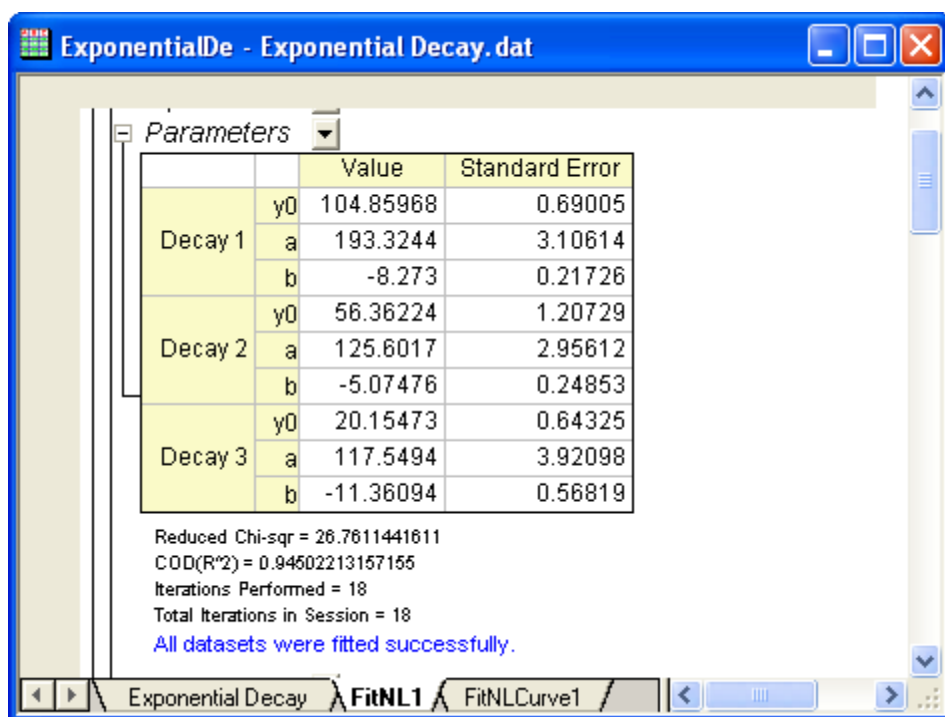 ExponentialDe - Exponential Decay.dat
Parameters
Value Standard Error
Decay 1 y0 104.85968 0.69005
a 193.3244 3.10614
b -8.273 0.21726
Decay 2 y0 56.36224 1.20729
a 125.6017 2.95612
b -5.07476 0.24853
Decay 3 y0 20.15473 0.64325
a 117.5494 3.92098
b -11.36094 0.56819
Reduced Chi-sqr = 26.7611441611
COD(R^2) = 0.94502213157155
Iterations Performed = 18
Total Iterations in Session = 18
All datasets were fitted successfully.
Exponential Decay FitNL1 FitNLCurve1